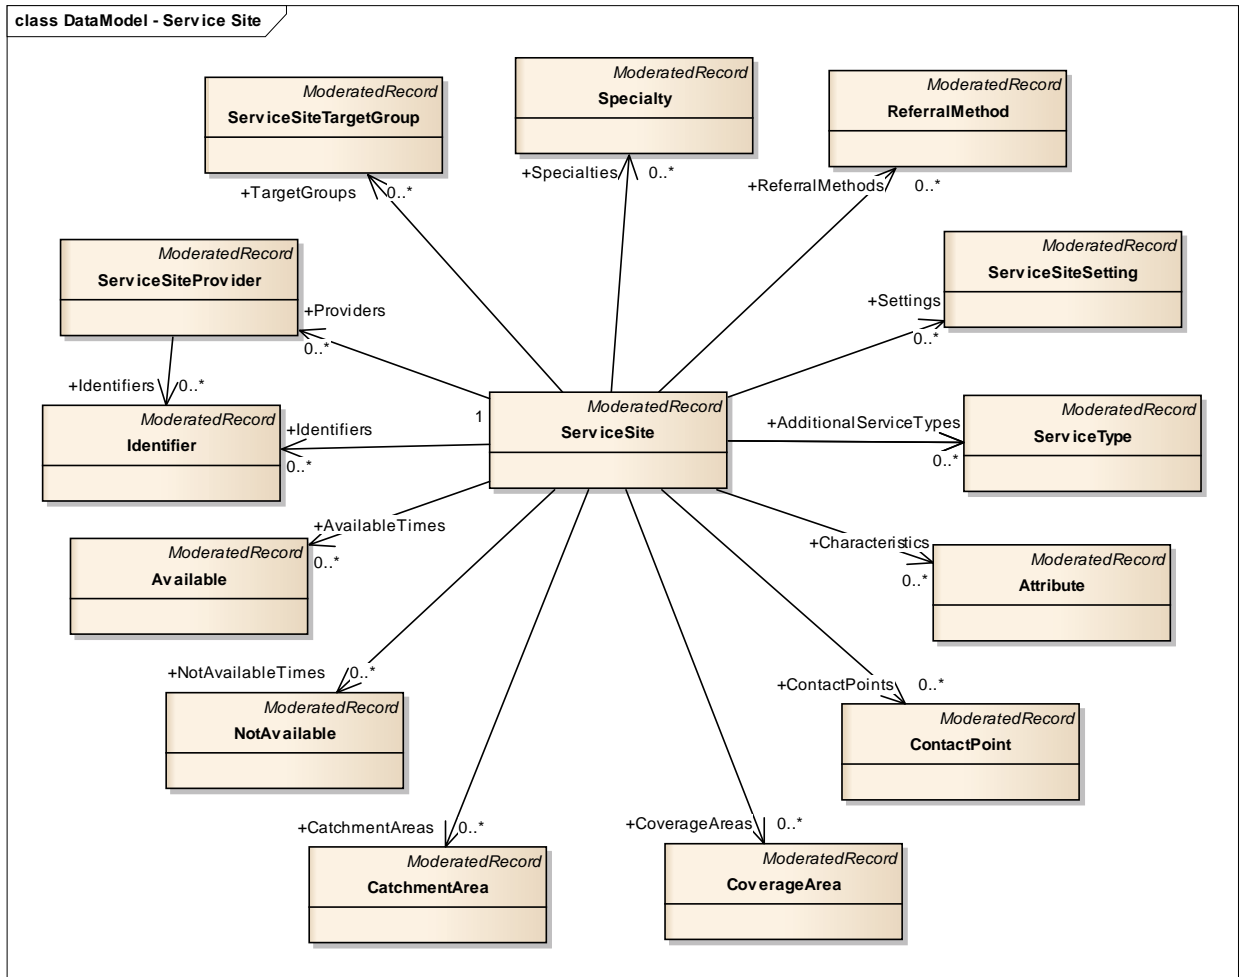 class DataModel - Service Site
ModeratedRecord
ServiceSiteTargetGroup
ModeratedRecord
Specialty
ModeratedRecord
ReferralMethod
+TargetGroups
0..*
+Specialties
0..*
+ReferralMethods
0..*
ModeratedRecord
ServiceSiteProvider
ModeratedRecord
ServiceSiteSetting
+Providers
0..*
+Settings
0..*
+Identifiers
0..*
ModeratedRecord
Identifier
+Identifiers
0..*
1
ModeratedRecord
ServiceSite
+AdditionalServiceTypes
0..*
ModeratedRecord
ServiceType
+AvailableTimes
0..*
ModeratedRecord
Available
+Characteristics
0..*
ModeratedRecord
Attribute
+NotAvailableTimes
0..*
ModeratedRecord
NotAvailable
+ContactPoints
0..*
ModeratedRecord
ContactPoint
+CatchmentAreas
0..*
ModeratedRecord
CatchmentArea
+CoverageAreas
0..*
ModeratedRecord
CoverageArea